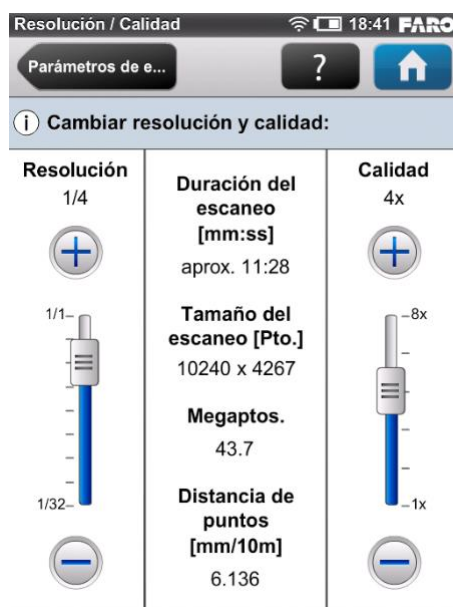 Resolución / Calidad 18:41 FARO
Parámetros de e... ?
i Cambiar resolución y calidad:
Resolución
1/4
1/1
1/32
Duración del
escaneo
[mm:ss]
aprox. 11:28
Tamaño del
escaneo [Pto.]
10240 x 4267
Megaptos.
43.7
Distancia de
puntos
[mm/10m]
6.136
Calidad
4x
8x
1x